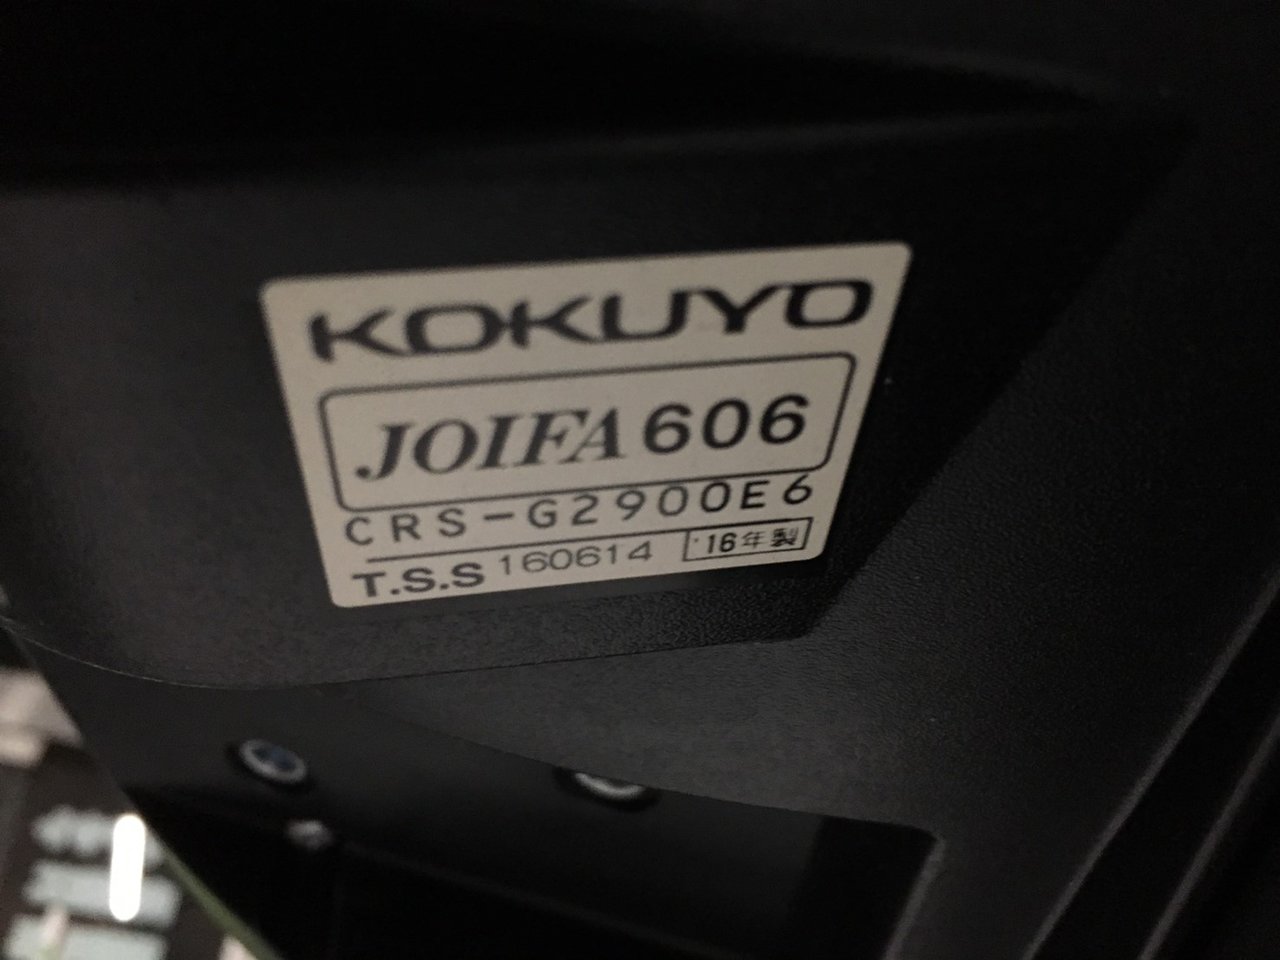 KOKUYO
JOIFA 606
CRS-G2900E6
T.S.S 160614 '16年製